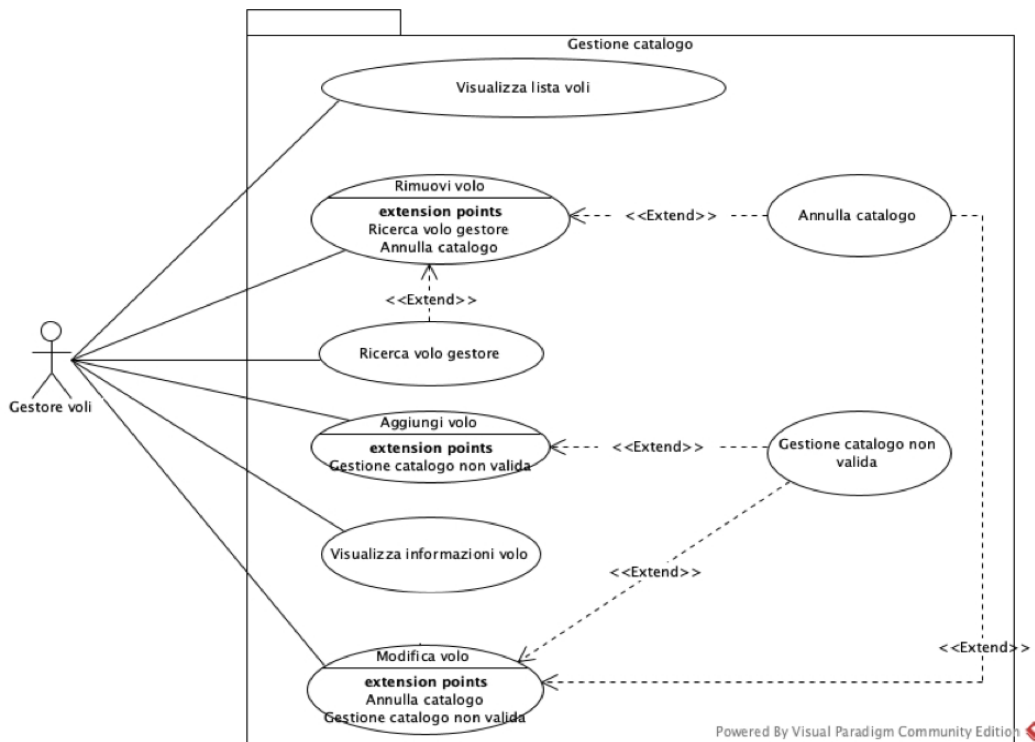 Gestione catalogo
Visualizza lista voli
Rimuovi volo
extension points
Ricerca volo gestore
Annulla catalogo
<<Extend>>
Annulla catalogo
<<Extend>>
Ricerca volo gestore
Gestore voli
Aggiungi volo
extension points
Gestione catalogo non valida
<<Extend>>
Gestione catalogo non
valida
Visualizza informazioni volo
<<Extend>>
<<Extend>>
Modifica volo
extension points
Annulla catalogo
Gestione catalogo non valida
Powered By Visual Paradigm Community Edition